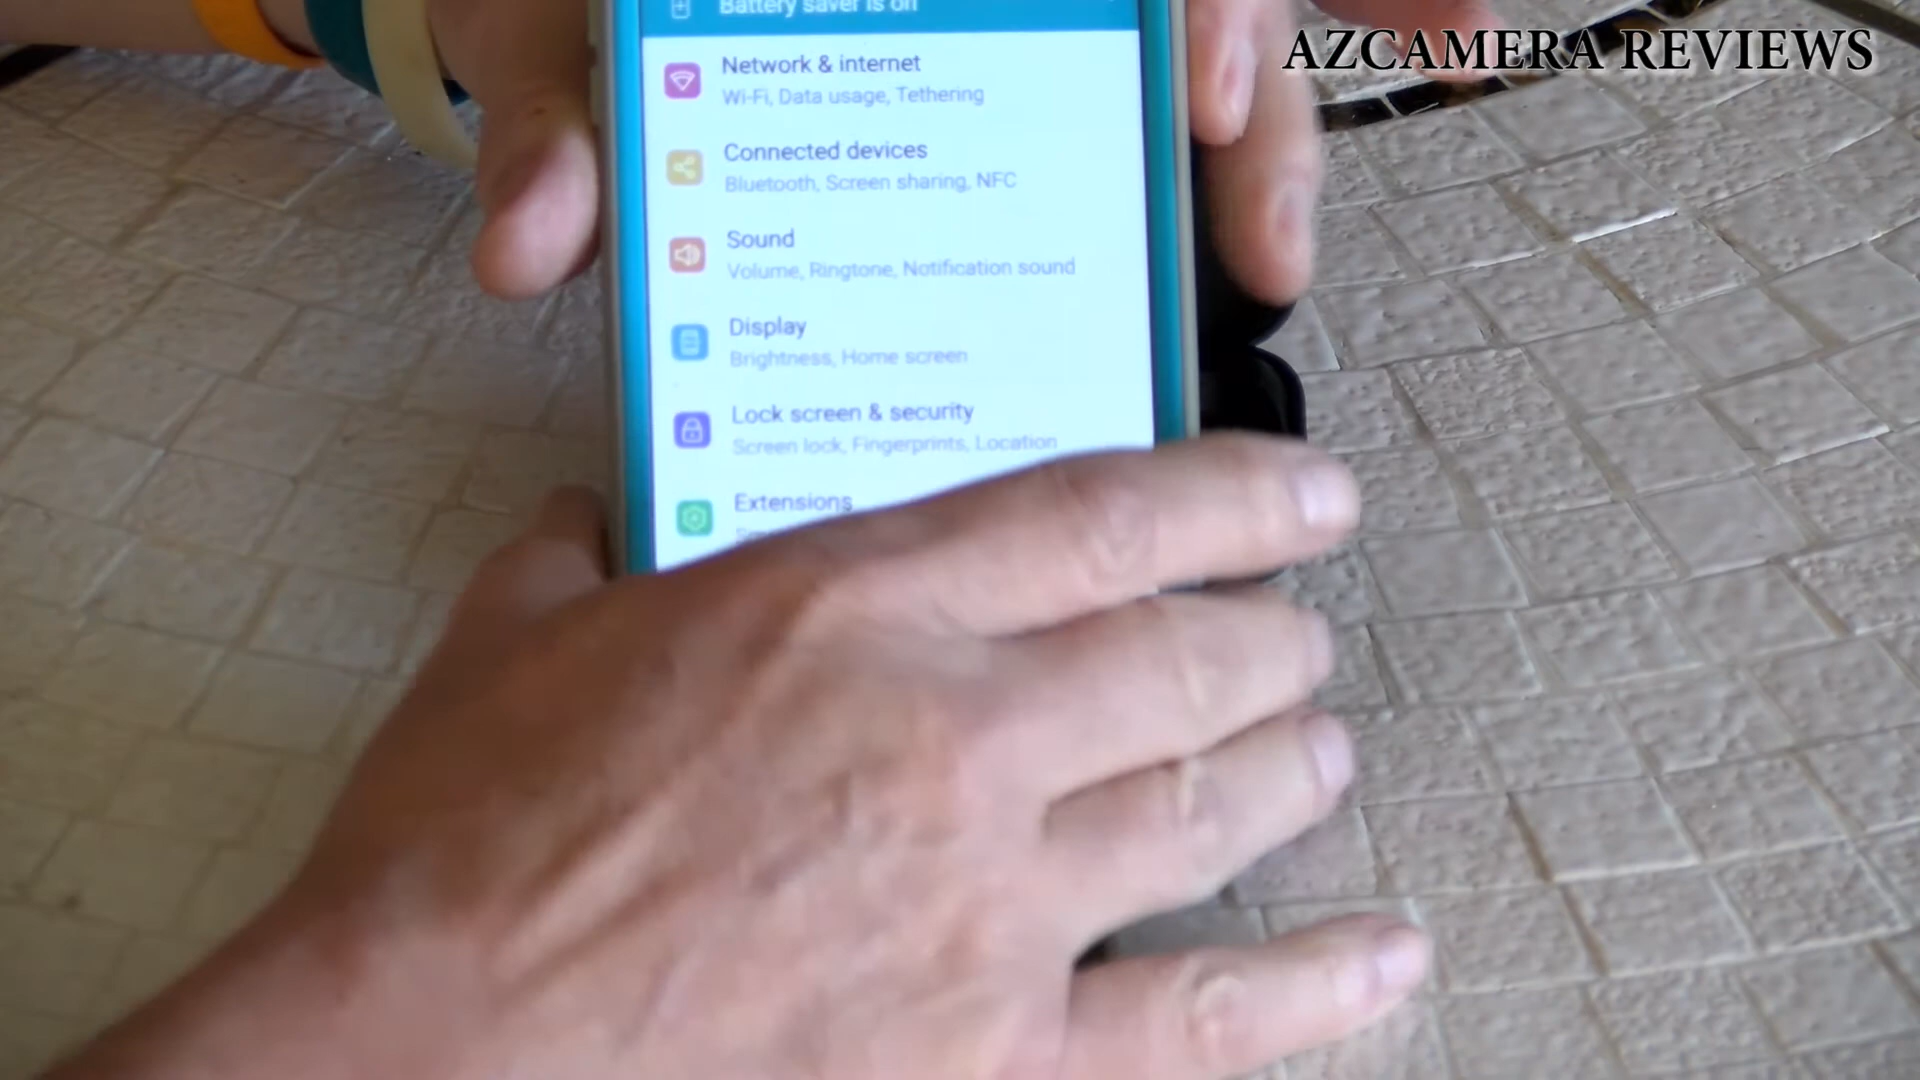 Battery saver is on
AZCAMERA REVIEWS
Network & internet
Wi-Fi, Data usage, Tethering
Connected devices
Bluetooth, Screen sharing, NFC
Sound
Volume, Ringtone, Notification sound
Display
Brightness, Home screen
Lock screen & security
Screen lock, Fingerprints, Location
Extensions